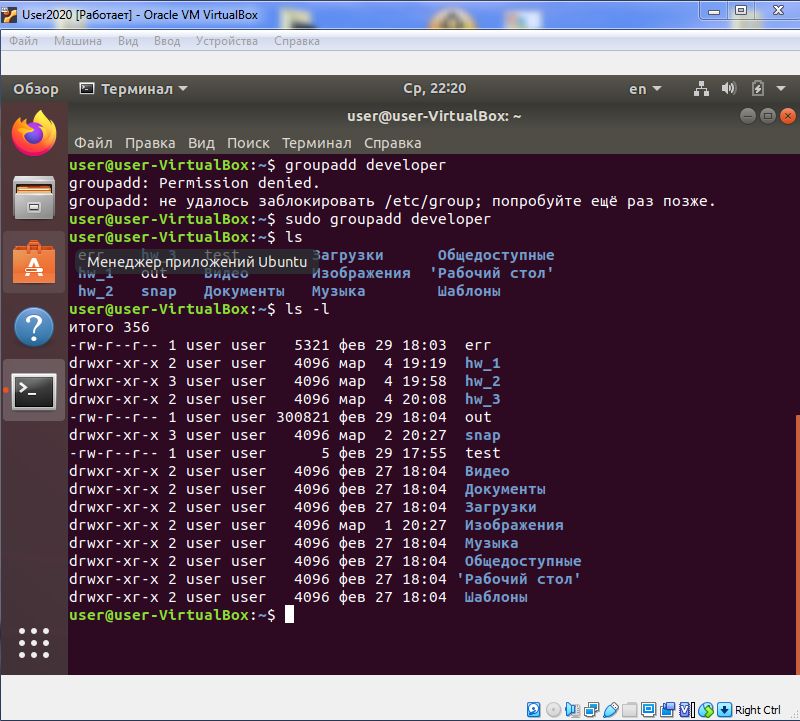 User2020 [Работает] - Oracle VM VirtualBox
Файл Машина Вид Ввод Устройства Справка
Обзор Терминал Ср, 22:20 en
user@user-VirtualBox: ~
Файл Правка Вид Поиск Терминал Справка
user@user-VirtualBox:~$ groupadd developer
groupadd: Permission denied.
groupadd: не удалось заблокировать /etc/group; попробуйте ещё раз позже.
user@user-VirtualBox:~$ sudo groupadd developer
user@user-VirtualBox:~$ ls
err hw_3 test Загрузки Общедоступные
Менеджер приложений Ubuntu
hw_1 out Видео Изображения 'Рабочий стол'
hw_2 snap Документы Музыка Шаблоны
user@user-VirtualBox:~$ ls -l
итого 356
-rw-r--r-- 1 user user 5321 фев 29 18:03 err
drwxr-xr-x 2 user user 4096 мар 4 19:19 hw_1
drwxr-xr-x 3 user user 4096 мар 4 19:58 hw_2
drwxr-xr-x 2 user user 4096 мар 4 20:08 hw_3
-rw-r--r-- 1 user user 300821 фев 29 18:04 out
drwxr-xr-x 3 user user 4096 мар 2 20:27 snap
-rw-r--r-- 1 user user 5 фев 29 17:55 test
drwxr-xr-x 2 user user 4096 фев 27 18:04 Видео
drwxr-xr-x 2 user user 4096 фев 27 18:04 Документы
drwxr-xr-x 2 user user 4096 фев 27 18:04 Загрузки
drwxr-xr-x 2 user user 4096 мар 1 20:27 Изображения
drwxr-xr-x 2 user user 4096 фев 27 18:04 Музыка
drwxr-xr-x 2 user user 4096 фев 27 18:04 Общедоступные
drwxr-xr-x 2 user user 4096 фев 27 18:04 'Рабочий стол'
drwxr-xr-x 2 user user 4096 фев 27 18:04 Шаблоны
user@user-VirtualBox:~$
Right Ctrl